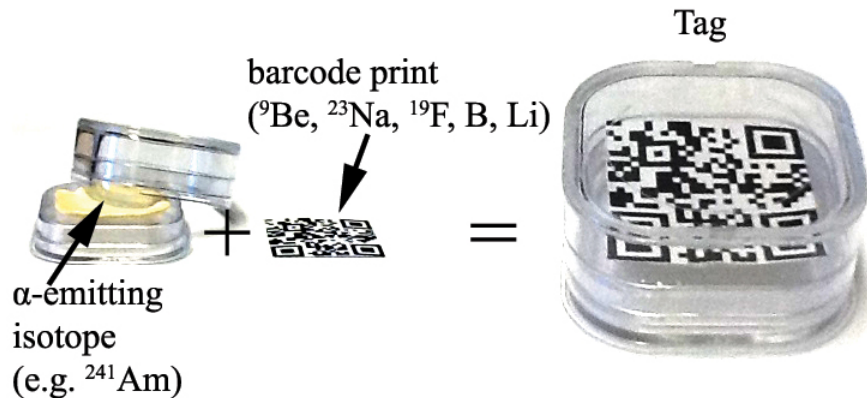 Tag
barcode print
(⁹Be, ²³Na, ¹⁹F, B, Li)
+
=
α-emitting
isotope
(e.g. ²⁴¹Am)